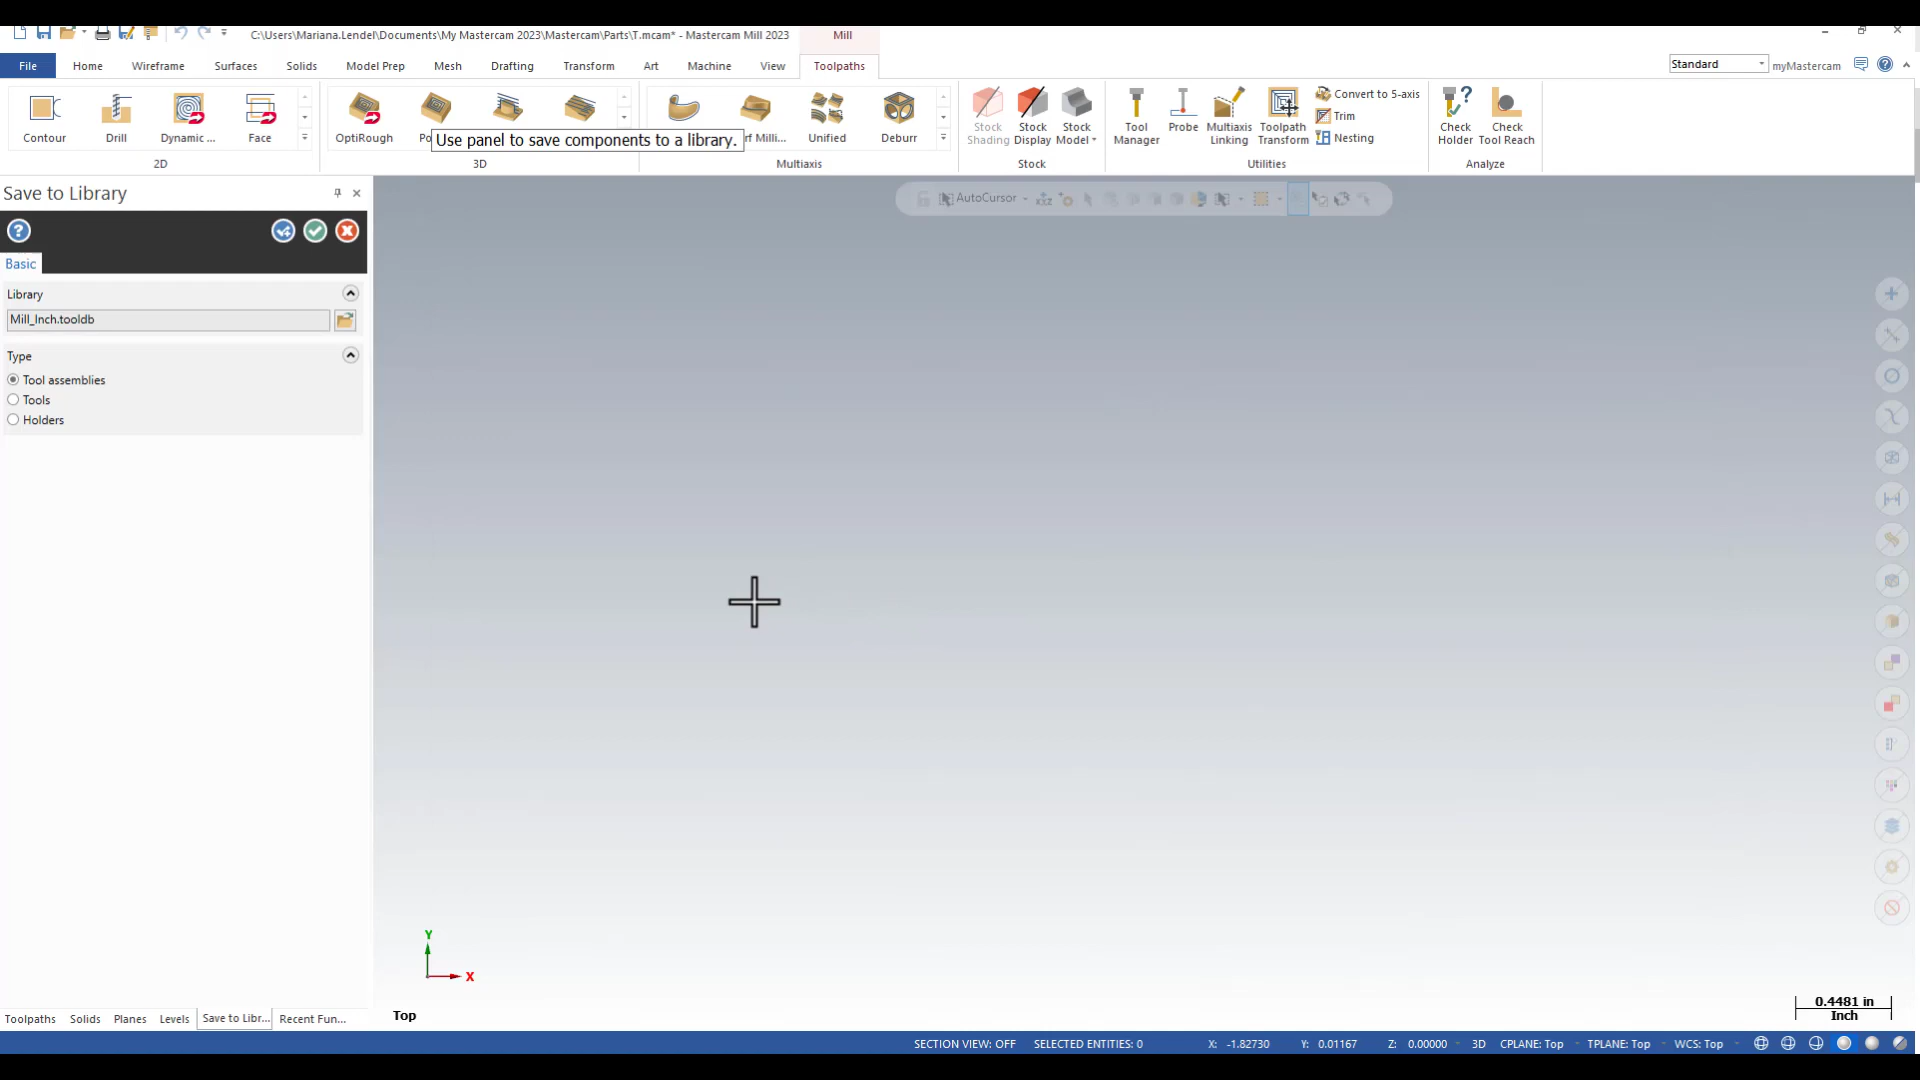 C:\Users\Mariana.Lendel\Documents\My Mastercam 2023\Mastercam\Parts\T.mcam* - Mastercam Mill 2023
Mill
File
Home
Wireframe
Surfaces
Solids
Model Prep
Mesh
Drafting
Transform
Art
Machine
View
Toolpaths
Standard
myMastercam
Contour
Drill
Dynamic ...
Face
2D
OptiRough
Use panel to save components to a library.
3D
Unified
Deburr
Multiaxis
Stock Shading
Stock Display
Stock Model
Stock
Tool Manager
Probe
Multiaxis Linking
Toolpath Transform
Convert to 5-axis
Trim
Nesting
Utilities
Check Holder
Check Tool Reach
Analyze
Save to Library
Basic
Library
Mill_Inch.tooldb
Type
Tool assemblies
Tools
Holders
AutoCursor
Y
X
Top
0.4481 in
Inch
Toolpaths
Solids
Planes
Levels
Save to Libr...
Recent Fun...
SECTION VIEW: OFF
SELECTED ENTITIES: 0
X: -1.82730
Y: 0.01167
Z: 0.00000
3D
CPLANE: Top
TPLANE: Top
WCS: Top